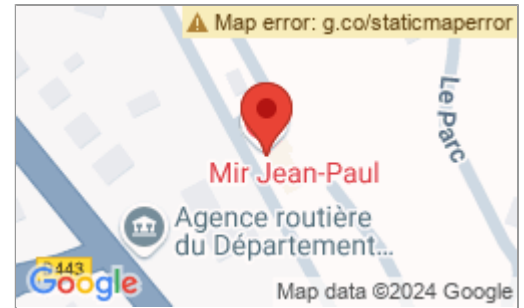 Map error: g.co/staticmaperror
Le Parc
Mir Jean-Paul
Agence routière
du Département...
443
Google
Map data ©2024 Google